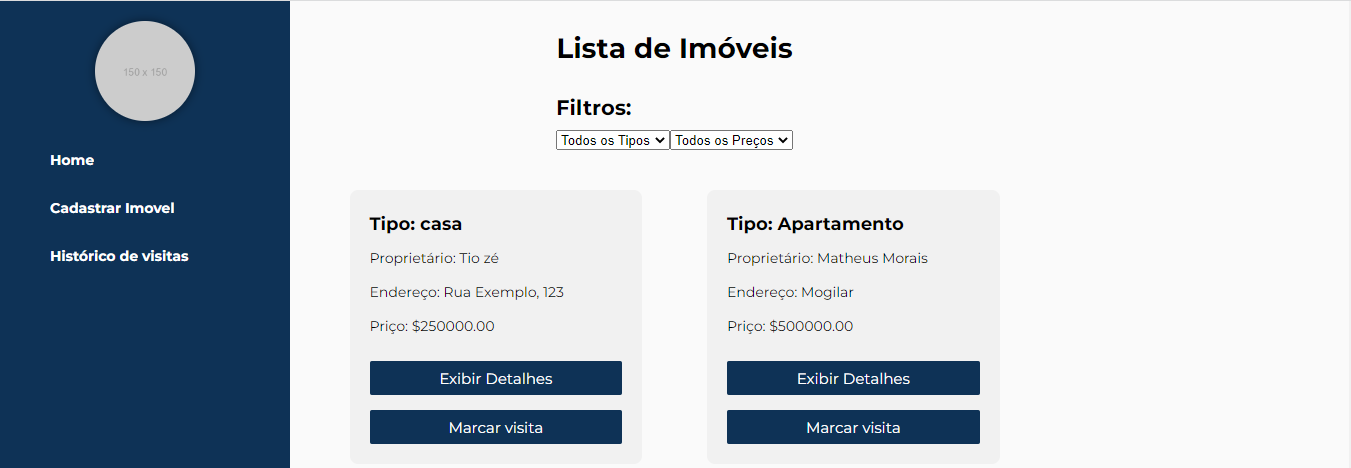 150 x 150
Home
Cadastrar Imovel
Histórico de visitas
Lista de Imóveis
Filtros:
Todos os Tipos Todos os Preços
Tipo: casa
Proprietário: Tio zé
Endereço: Rua Exemplo, 123
Priço: $250000.00
Exibir Detalhes
Marcar visita
Tipo: Apartamento
Proprietário: Matheus Morais
Endereço: Mogilar
Priço: $500000.00
Exibir Detalhes
Marcar visita